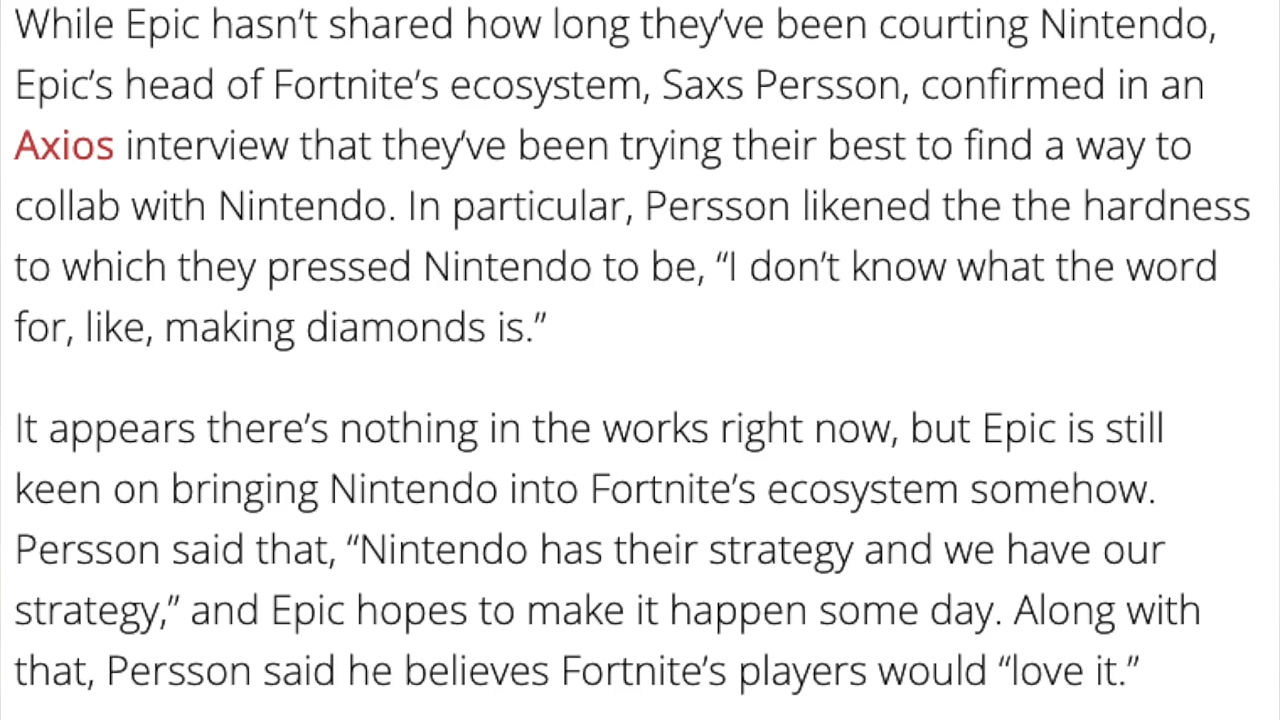 While Epic hasn’t shared how long they’ve been courting Nintendo,
Epic’s head of Fortnite’s ecosystem, Saxs Persson, confirmed in an
Axios interview that they’ve been trying their best to find a way to
collab with Nintendo. In particular, Persson likened the the hardness
to which they pressed Nintendo to be, “I don’t know what the word
for, like, making diamonds is.”
It appears there’s nothing in the works right now, but Epic is still
keen on bringing Nintendo into Fortnite’s ecosystem somehow.
Persson said that, “Nintendo has their strategy and we have our
strategy,” and Epic hopes to make it happen some day. Along with
that, Persson said he believes Fortnite’s players would “love it.”